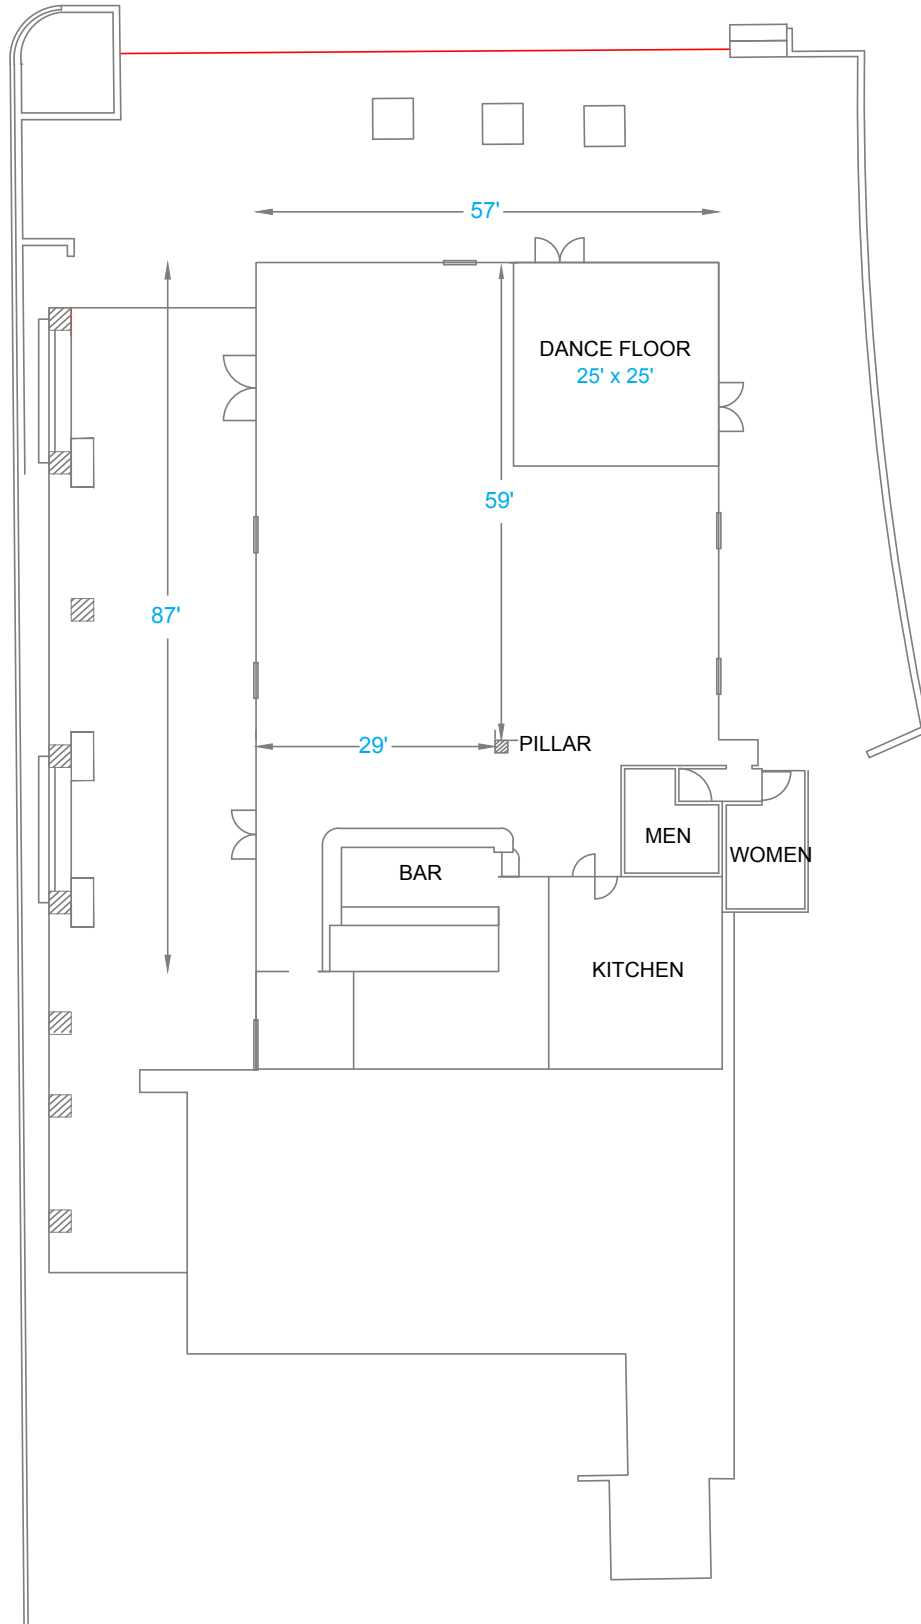 57'
DANCE FLOOR
25' x 25'
59'
87'
29'
PILLAR
MEN
WOMEN
BAR
KITCHEN